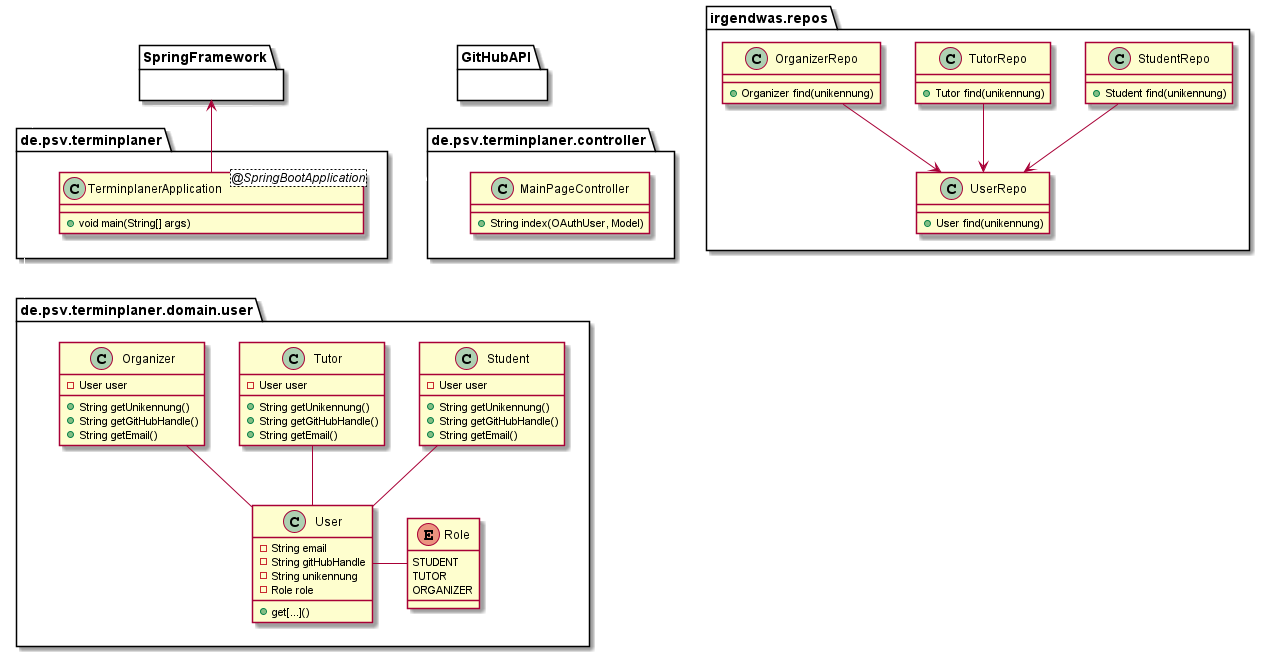 SpringFramework
de.psv.terminplaner
C TerminplanerApplication @SpringBootApplication
void main(String[] args)
GitHubAPI
de.psv.terminplaner.controller
C MainPageController
String index(OAuthUser, Model)
irgendwas.repos
C OrganizerRepo
Organizer find(unikennung)
C TutorRepo
Tutor find(unikennung)
C StudentRepo
Student find(unikennung)
C UserRepo
User find(unikennung)
de.psv.terminplaner.domain.user
C Organizer
User user
String getUnikennung()
String getGitHubHandle()
String getEmail()
C Tutor
User user
String getUnikennung()
String getGitHubHandle()
String getEmail()
C Student
User user
String getUnikennung()
String getGitHubHandle()
String getEmail()
C User
String email
String gitHubHandle
String unikennung
Role role
get[...]()
E Role
STUDENT
TUTOR
ORGANIZER